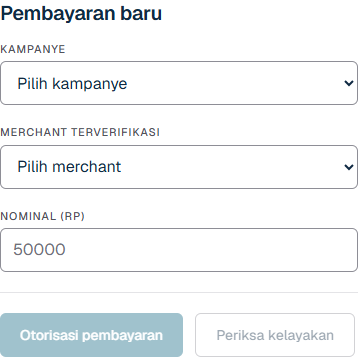 Pembayaran baru
KAMPANYE
Pilih kampanye
MERCHANT TERVERIFIKASI
Pilih merchant
NOMINAL (RP)
50000
Otorisasi pembayaran
Periksa kelayakan